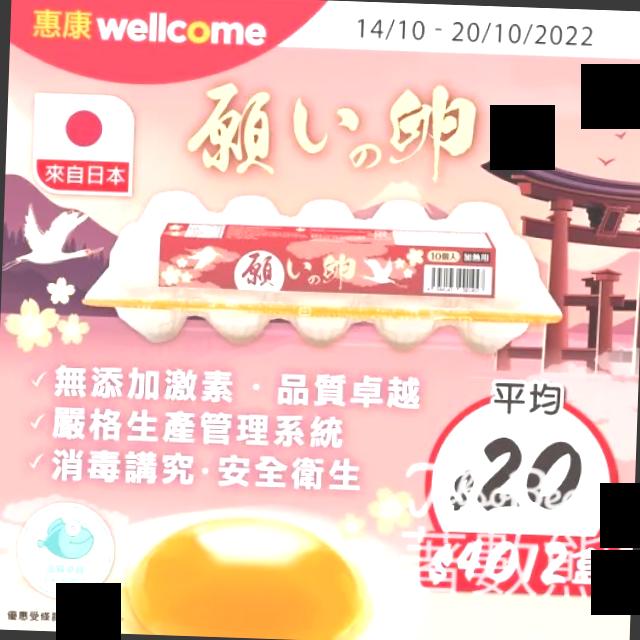 惠康 wellcome
14/10 - 20/10/2022
願いの卵
來自日本
願いの卵
10個入 加熱用
無添加激素・品質卓越
嚴格生產管理系統
消毒講究・安全衛生
平均
20
$40/2
著數熊
優惠受條